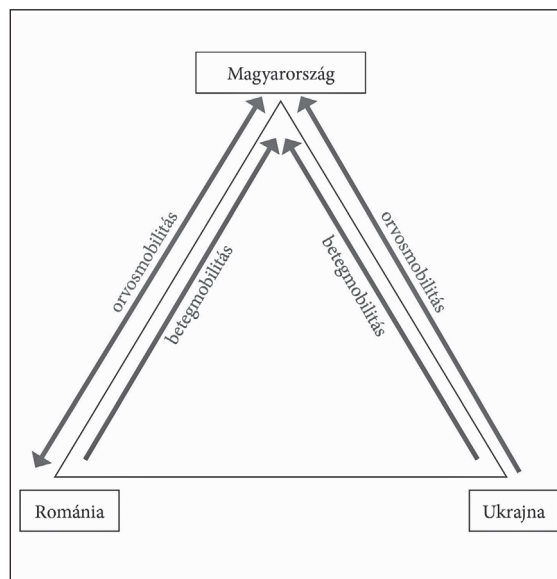 Magyarország
orvosmobilitás
betegmobilitás
betegmobilitás
orvosmobilitás
Románia
Ukrajna